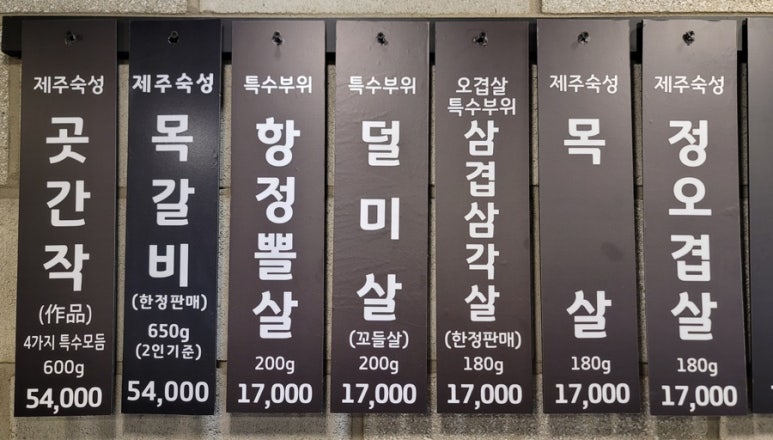 제주숙성
곳간작
(作品)
4가지 특수모듬
600g
54,000
제주숙성
목갈비
(한정판매)
650g
(2인기준)
54,000
특수부위
항정뽈살
200g
17,000
특수부위
덜미살
(꼬들살)
200g
17,000
오겹살
특수부위
삼겹삼각살
(한정판매)
180g
17,000
제주숙성
목살
180g
17,000
제주숙성
정오겹살
180g
17,000